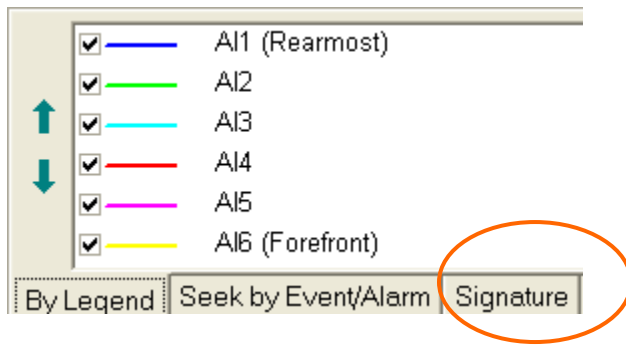 AI1 (Rearmost)
AI2
AI3
AI4
AI5
AI6 (Forefront)
By Legend Seek by Event/Alarm Signature